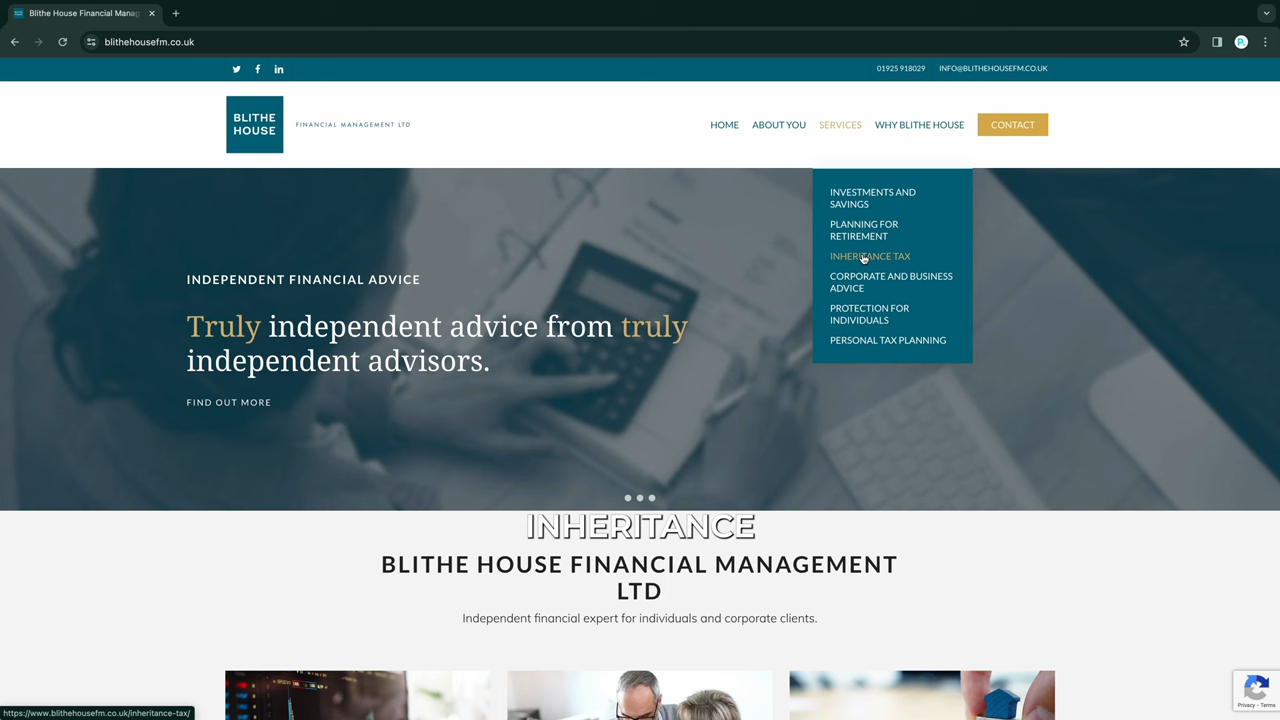 Blithe House Financial Manag
blithehousefm.co.uk
01925 918029 INFO@BLITHEHOUSEFM.CO.UK
BLITHE
HOUSE
FINANCIAL MANAGEMENT LTD
HOME ABOUT YOU SERVICES WHY BLITHE HOUSE CONTACT
INVESTMENTS AND
SAVINGS
PLANNING FOR
RETIREMENT
INHERITANCE TAX
CORPORATE AND BUSINESS
ADVICE
PROTECTION FOR
INDIVIDUALS
PERSONAL TAX PLANNING
INDEPENDENT FINANCIAL ADVICE
Truly independent advice from truly
independent advisors.
FIND OUT MORE
INHERITANCE
BLITHE HOUSE FINANCIAL MANAGEMENT
LTD
Independent financial expert for individuals and corporate clients.
Privacy - Terms
https://www.blithehousefm.co.uk/inheritance-tax/